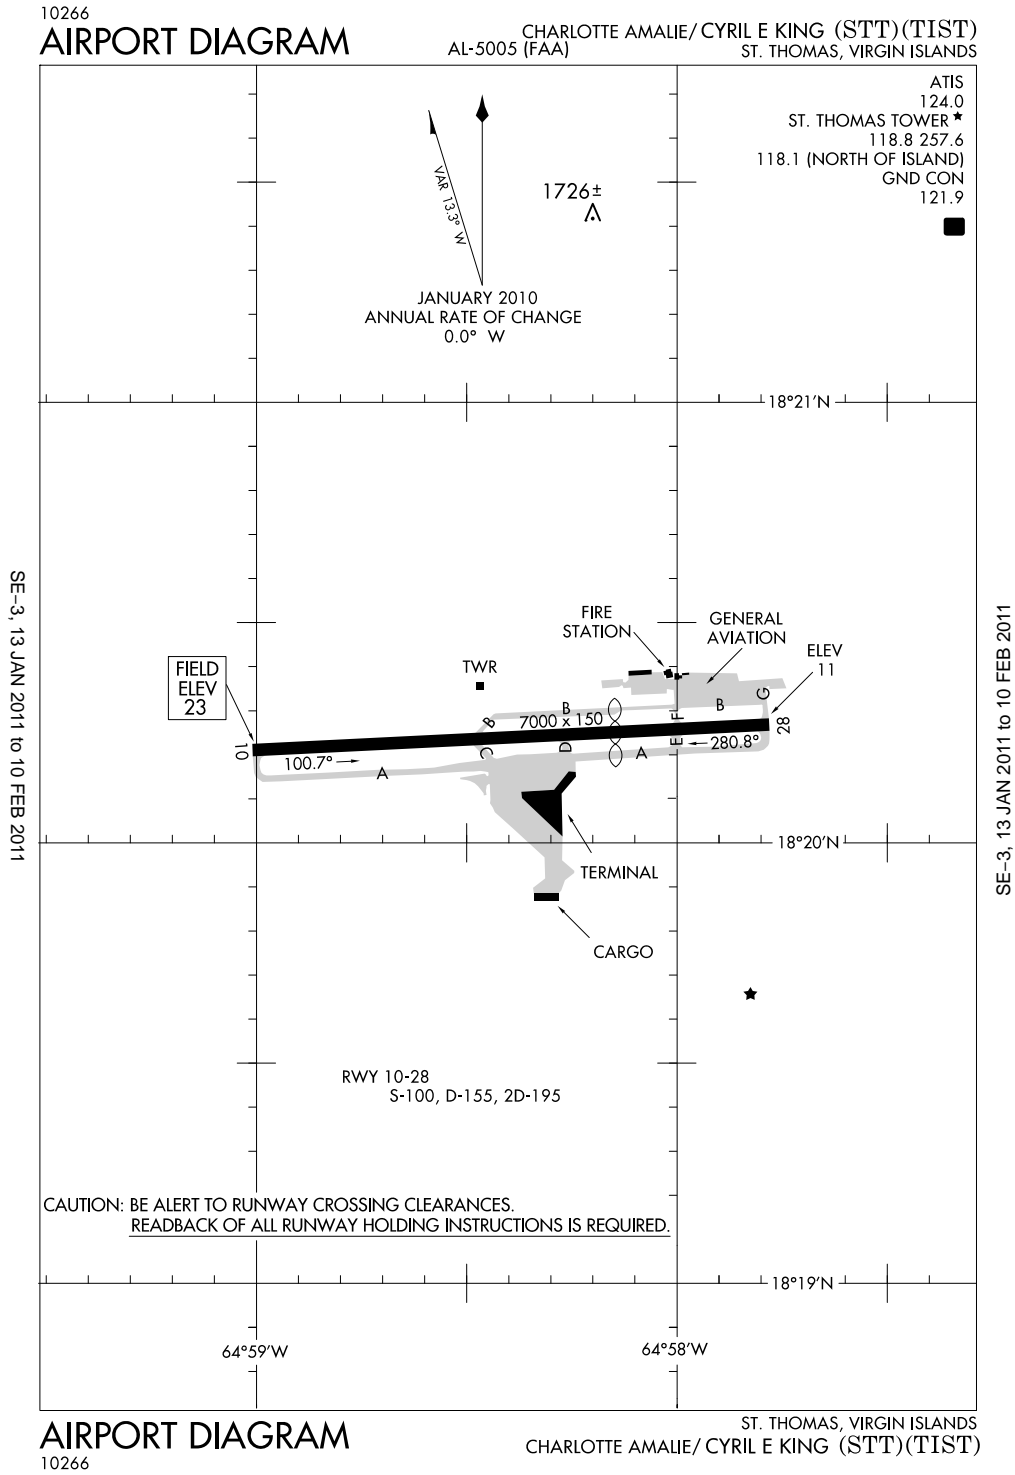 10266
AIRPORT DIAGRAM
AL-5005 (FAA)
CHARLOTTE AMALIE/ CYRIL E KING (STT)(TIST)
ST. THOMAS, VIRGIN ISLANDS
ATIS
124.0
ST. THOMAS TOWER
118.8 257.6
118.1 (NORTH OF ISLAND)
GND CON
121.9
VAR 13.3° W
1726±
JANUARY 2010
ANNUAL RATE OF CHANGE
0.0° W
18°21'N
SE-3, 13 JAN 2011 to 10 FEB 2011
SE-3, 13 JAN 2011 to 10 FEB 2011
FIRE
STATION
GENERAL
AVIATION
ELEV
11
FIELD
ELEV
23
TWR
G
B
B
B
7000 x 150
F
28
10
C
D
E
280.8°
100.7°
A
A
18°20'N
TERMINAL
CARGO
RWY 10-28
S-100, D-155, 2D-195
CAUTION: BE ALERT TO RUNWAY CROSSING CLEARANCES.
READBACK OF ALL RUNWAY HOLDING INSTRUCTIONS IS REQUIRED.
18°19'N
64°59'W
64°58'W
AIRPORT DIAGRAM
10266
ST. THOMAS, VIRGIN ISLANDS
CHARLOTTE AMALIE/ CYRIL E KING (STT)(TIST)